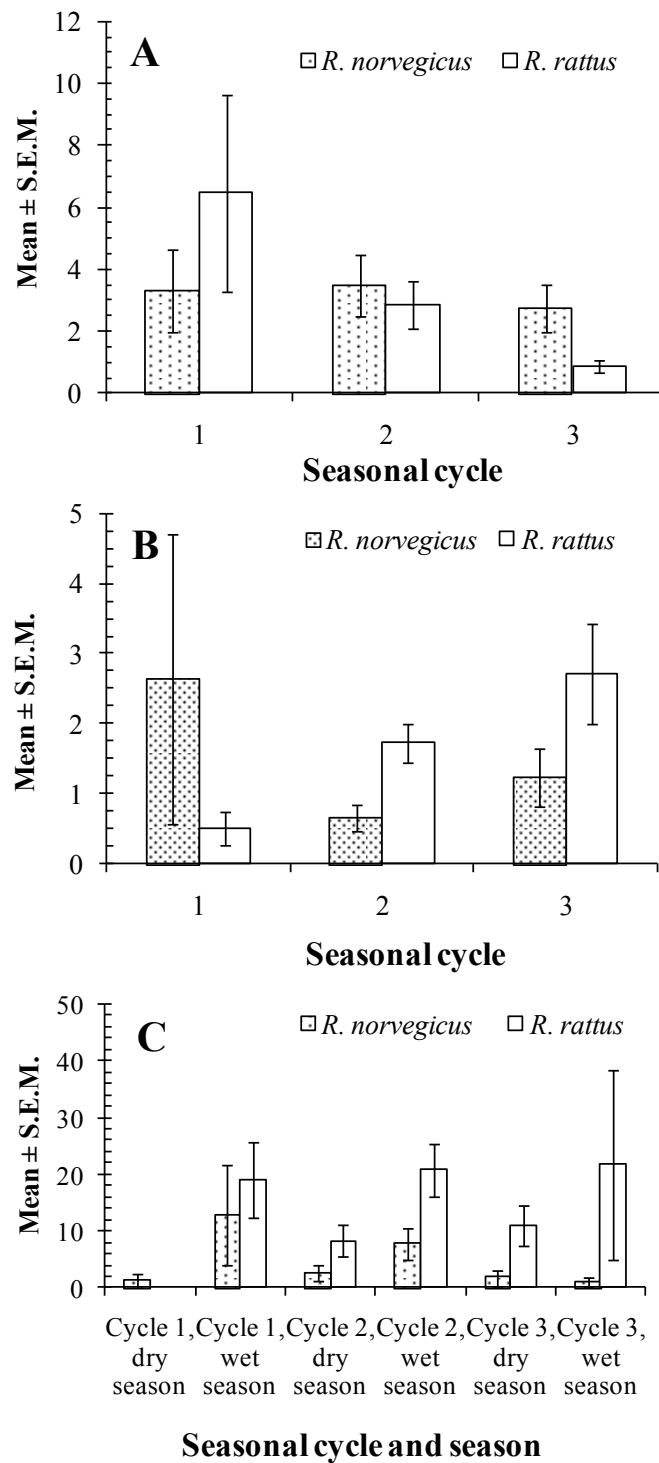 A
R. norvegicus R. rattus
Mean ± S.E.M.
12
10
8
6
4
2
0
1 2 3
Seasonal cycle
B
R. norvegicus R. rattus
Mean ± S.E.M.
5
4
3
2
1
0
1 2 3
Seasonal cycle
C
R. norvegicus R. rattus
Mean ± S.E.M.
50
40
30
20
10
0
Cycle 1, Cycle 1, Cycle 2, Cycle 2, Cycle 3, Cycle 3,
dry wet dry wet dry wet
season season season season season season
Seasonal cycle and season